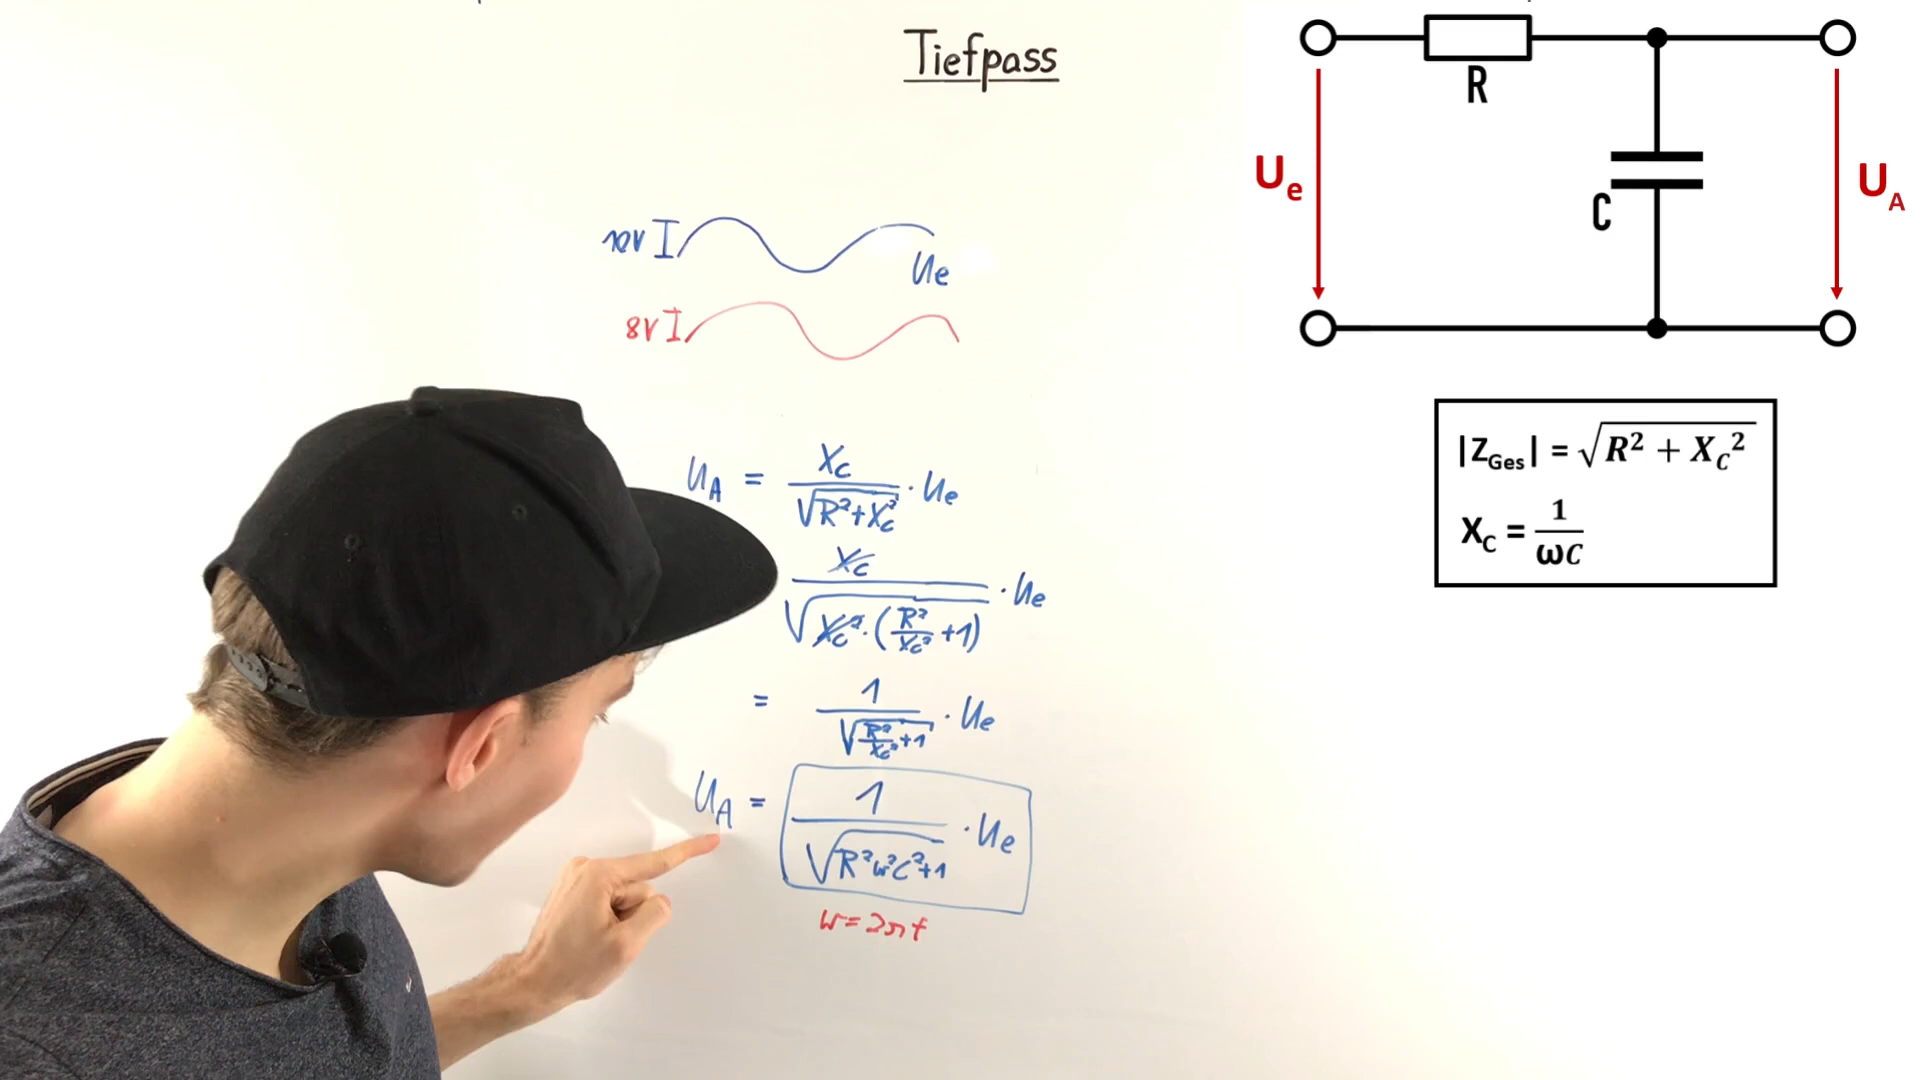 Tiefpass
R
C
Ue
UA
10V Ue
8V
UA = XC / √R²+XC² · Ue
XC / √XC²·(R²/XC²+1) · Ue
= 1 / √R²/XC²+1 · Ue
UA = 1 / √R²ω²C²+1 · Ue
ω=2πf
|ZGes| = √R² + XC²
XC = 1/ωC